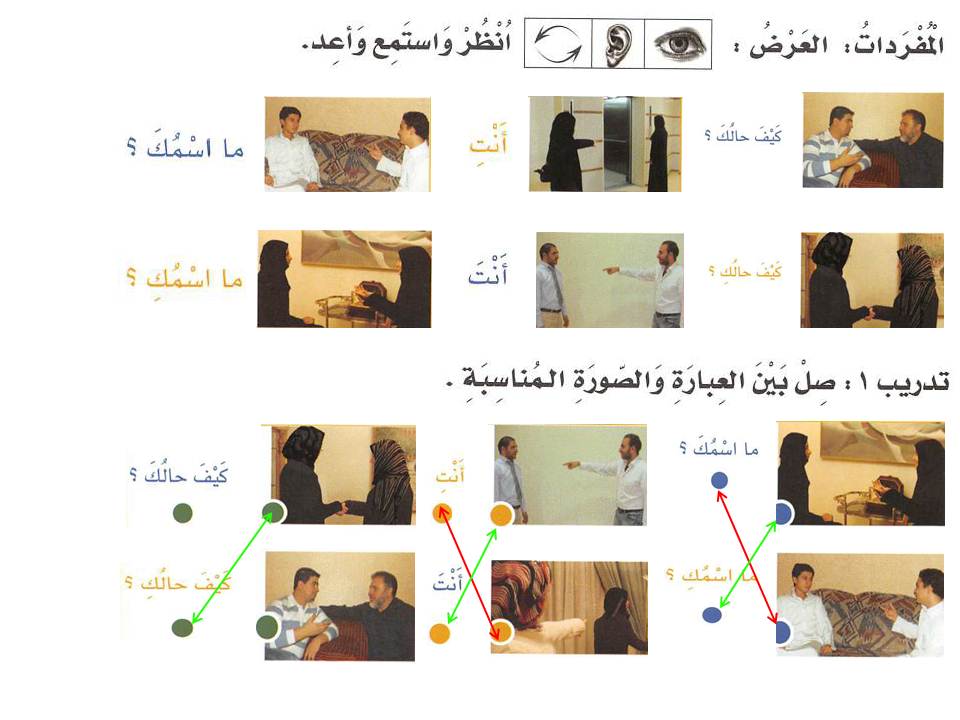 اَلْمُفْرَداتُ: العَرْضُ : اُنْظُرْ وَاستَمِع وَأعِد.
كَيْفَ حالُكَ ؟
أَنْتِ
ما اسْمُكَ ؟
كَيْفَ حالُكِ ؟
أَنْتَ
ما اسْمُكِ ؟
تدريب ١ : صِلْ بَيْنَ العِبارَةِ وَالصّورَةِ المُناسِبَةِ .
ما اسْمُكَ ؟
أَنْتِ
كَيْفَ حالُكَ ؟
ما اسْمُكِ ؟
أَنْتَ
كَيْفَ حالُكِ ؟